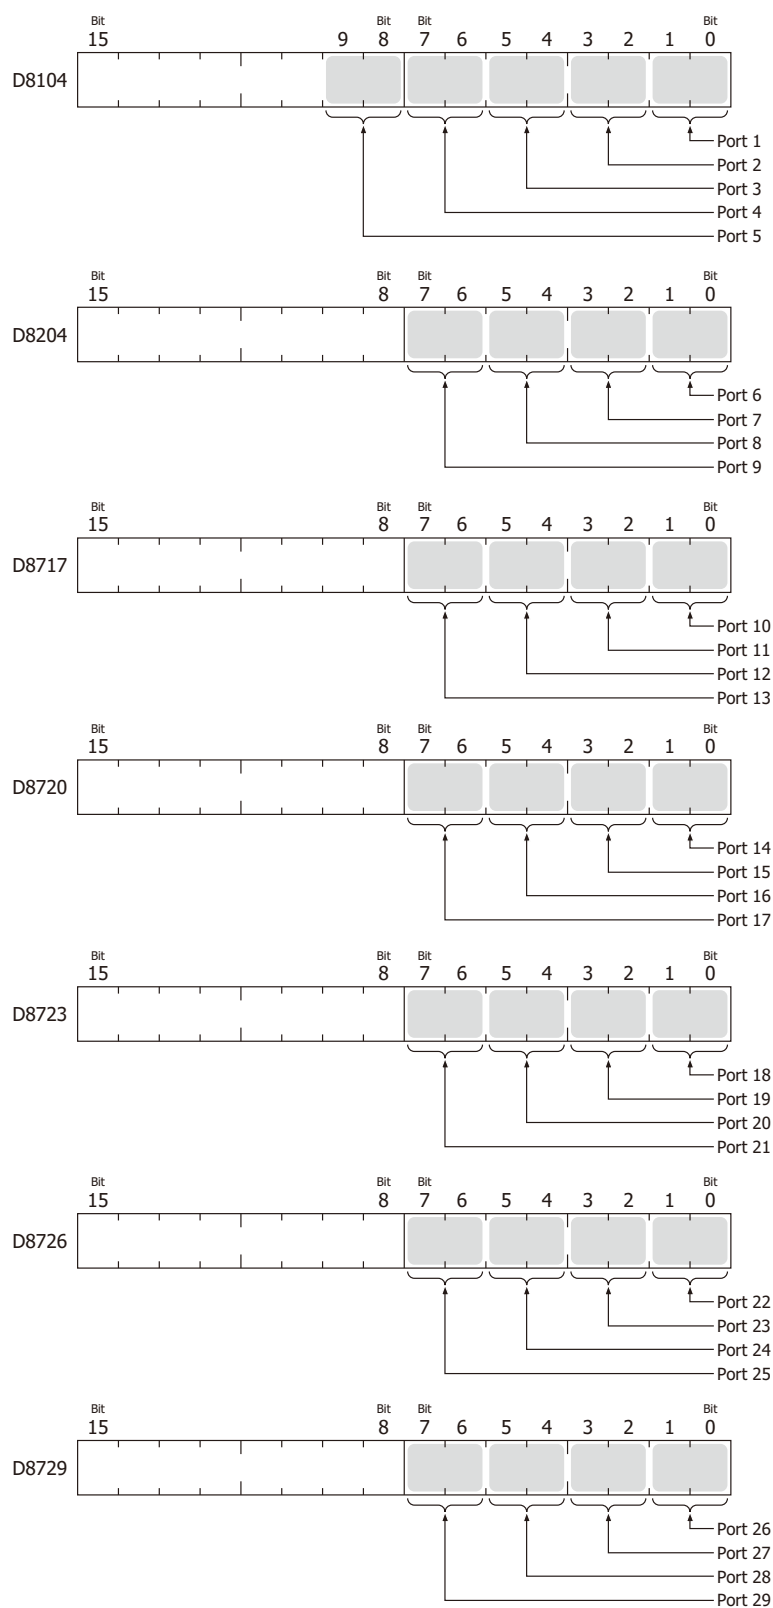 Bit Bit Bit Bit
15 9 8 7 6 5 4 3 2 1 0
D8104
Port 1
Port 2
Port 3
Port 4
Port 5
Bit Bit Bit Bit
15 8 7 6 5 4 3 2 1 0
D8204
Port 6
Port 7
Port 8
Port 9
Bit Bit Bit Bit
15 8 7 6 5 4 3 2 1 0
D8717
Port 10
Port 11
Port 12
Port 13
Bit Bit Bit Bit
15 8 7 6 5 4 3 2 1 0
D8720
Port 14
Port 15
Port 16
Port 17
Bit Bit Bit Bit
15 8 7 6 5 4 3 2 1 0
D8723
Port 18
Port 19
Port 20
Port 21
Bit Bit Bit Bit
15 8 7 6 5 4 3 2 1 0
D8726
Port 22
Port 23
Port 24
Port 25
Bit Bit Bit Bit
15 8 7 6 5 4 3 2 1 0
D8729
Port 26
Port 27
Port 28
Port 29